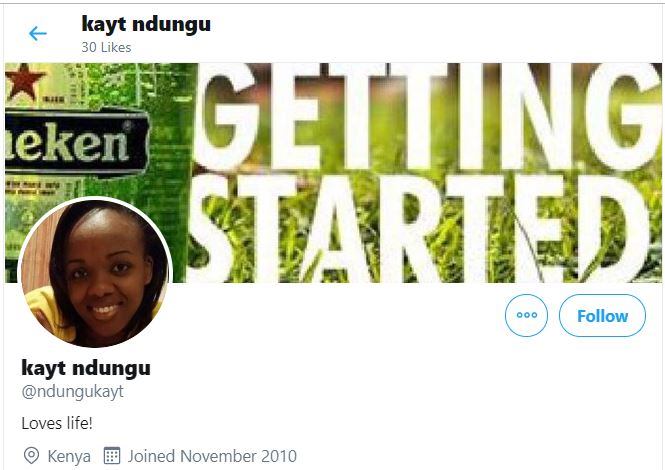 kayt ndungu
30 Likes
eken
GETTING
STARTED
kayt ndungu
@ndungukayt
Loves life!
Kenya Joined November 2010
Follow